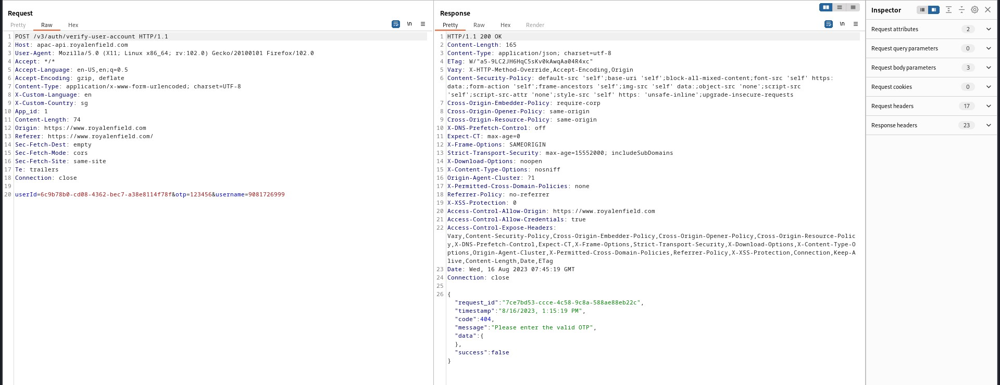 Request
Pretty Raw Hex
\n
1 POST /v3/auth/verify-user-account HTTP/1.1
2 Host: apac-api.royalenfield.com
3 User-Agent: Mozilla/5.0 (X11; Linux x86_64; rv:102.0) Gecko/20100101 Firefox/102.0
4 Accept: */*
5 Accept-Language: en-US,en;q=0.5
6 Accept-Encoding: gzip, deflate
7 Content-Type: application/x-www-form-urlencoded; charset=UTF-8
8 X-Custom-Language: en
9 X-Custom-Country: sg
10 App_id: 1
11 Content-Length: 74
12 Origin: https://www.royalenfield.com
13 Referer: https://www.royalenfield.com/
14 Sec-Fetch-Dest: empty
15 Sec-Fetch-Mode: cors
16 Sec-Fetch-Site: same-site
17 Te: trailers
18 Connection: close
19
20 userId=6c9b78b0-cd08-4362-bec7-a38e8114f78f&otp=123456&username=9081726999
Response
Pretty Raw Hex Render
\n
1 HTTP/1.1 200 OK
2 Content-Length: 165
3 Content-Type: application/json; charset=utf-8
4 ETag: W/"a5-9LC2JH6HqC5sKv0kAwqAa04R4xc"
5 Vary: X-HTTP-Method-Override,Accept-Encoding,Origin
6 Content-Security-Policy: default-src 'self';base-uri 'self';block-all-mixed-content;font-src 'self' https:
data:;form-action 'self';frame-ancestors 'self';img-src 'self' data:;object-src 'none';script-src
'self';script-src-attr 'none';style-src 'self' https: 'unsafe-inline';upgrade-insecure-requests
7 Cross-Origin-Embedder-Policy: require-corp
8 Cross-Origin-Opener-Policy: same-origin
9 Cross-Origin-Resource-Policy: same-origin
10 X-DNS-Prefetch-Control: off
11 Expect-CT: max-age=0
12 X-Frame-Options: SAMEORIGIN
13 Strict-Transport-Security: max-age=15552000; includeSubDomains
14 X-Download-Options: noopen
15 X-Content-Type-Options: nosniff
16 Origin-Agent-Cluster: ?1
17 X-Permitted-Cross-Domain-Policies: none
18 Referrer-Policy: no-referrer
19 X-XSS-Protection: 0
20 Access-Control-Allow-Origin: https://www.royalenfield.com
21 Access-Control-Allow-Credentials: true
22 Access-Control-Expose-Headers:
Vary,Content-Security-Policy,Cross-Origin-Embedder-Policy,Cross-Origin-Opener-Policy,Cross-Origin-Resource-Polic
y,X-DNS-Prefetch-Control,Expect-CT,X-Frame-Options,Strict-Transport-Security,X-Download-Options,X-Content-Type-O
ptions,Origin-Agent-Cluster,X-Permitted-Cross-Domain-Policies,Referrer-Policy,X-XSS-Protection,Connection,Keep-A
live,Content-Length,Date,ETag
23 Date: Wed, 16 Aug 2023 07:45:19 GMT
24 Connection: close
25
26 {
"request_id":"7ce7bd53-ccce-4c58-9c8a-588ae88eb22c",
"timestamp":"8/16/2023, 1:15:19 PM",
"code":404,
"message":"Please enter the valid OTP",
"data":{
},
"success":false
}
Inspector
Request attributes 2
Request query parameters 0
Request body parameters 3
Request cookies 0
Request headers 17
Response headers 23